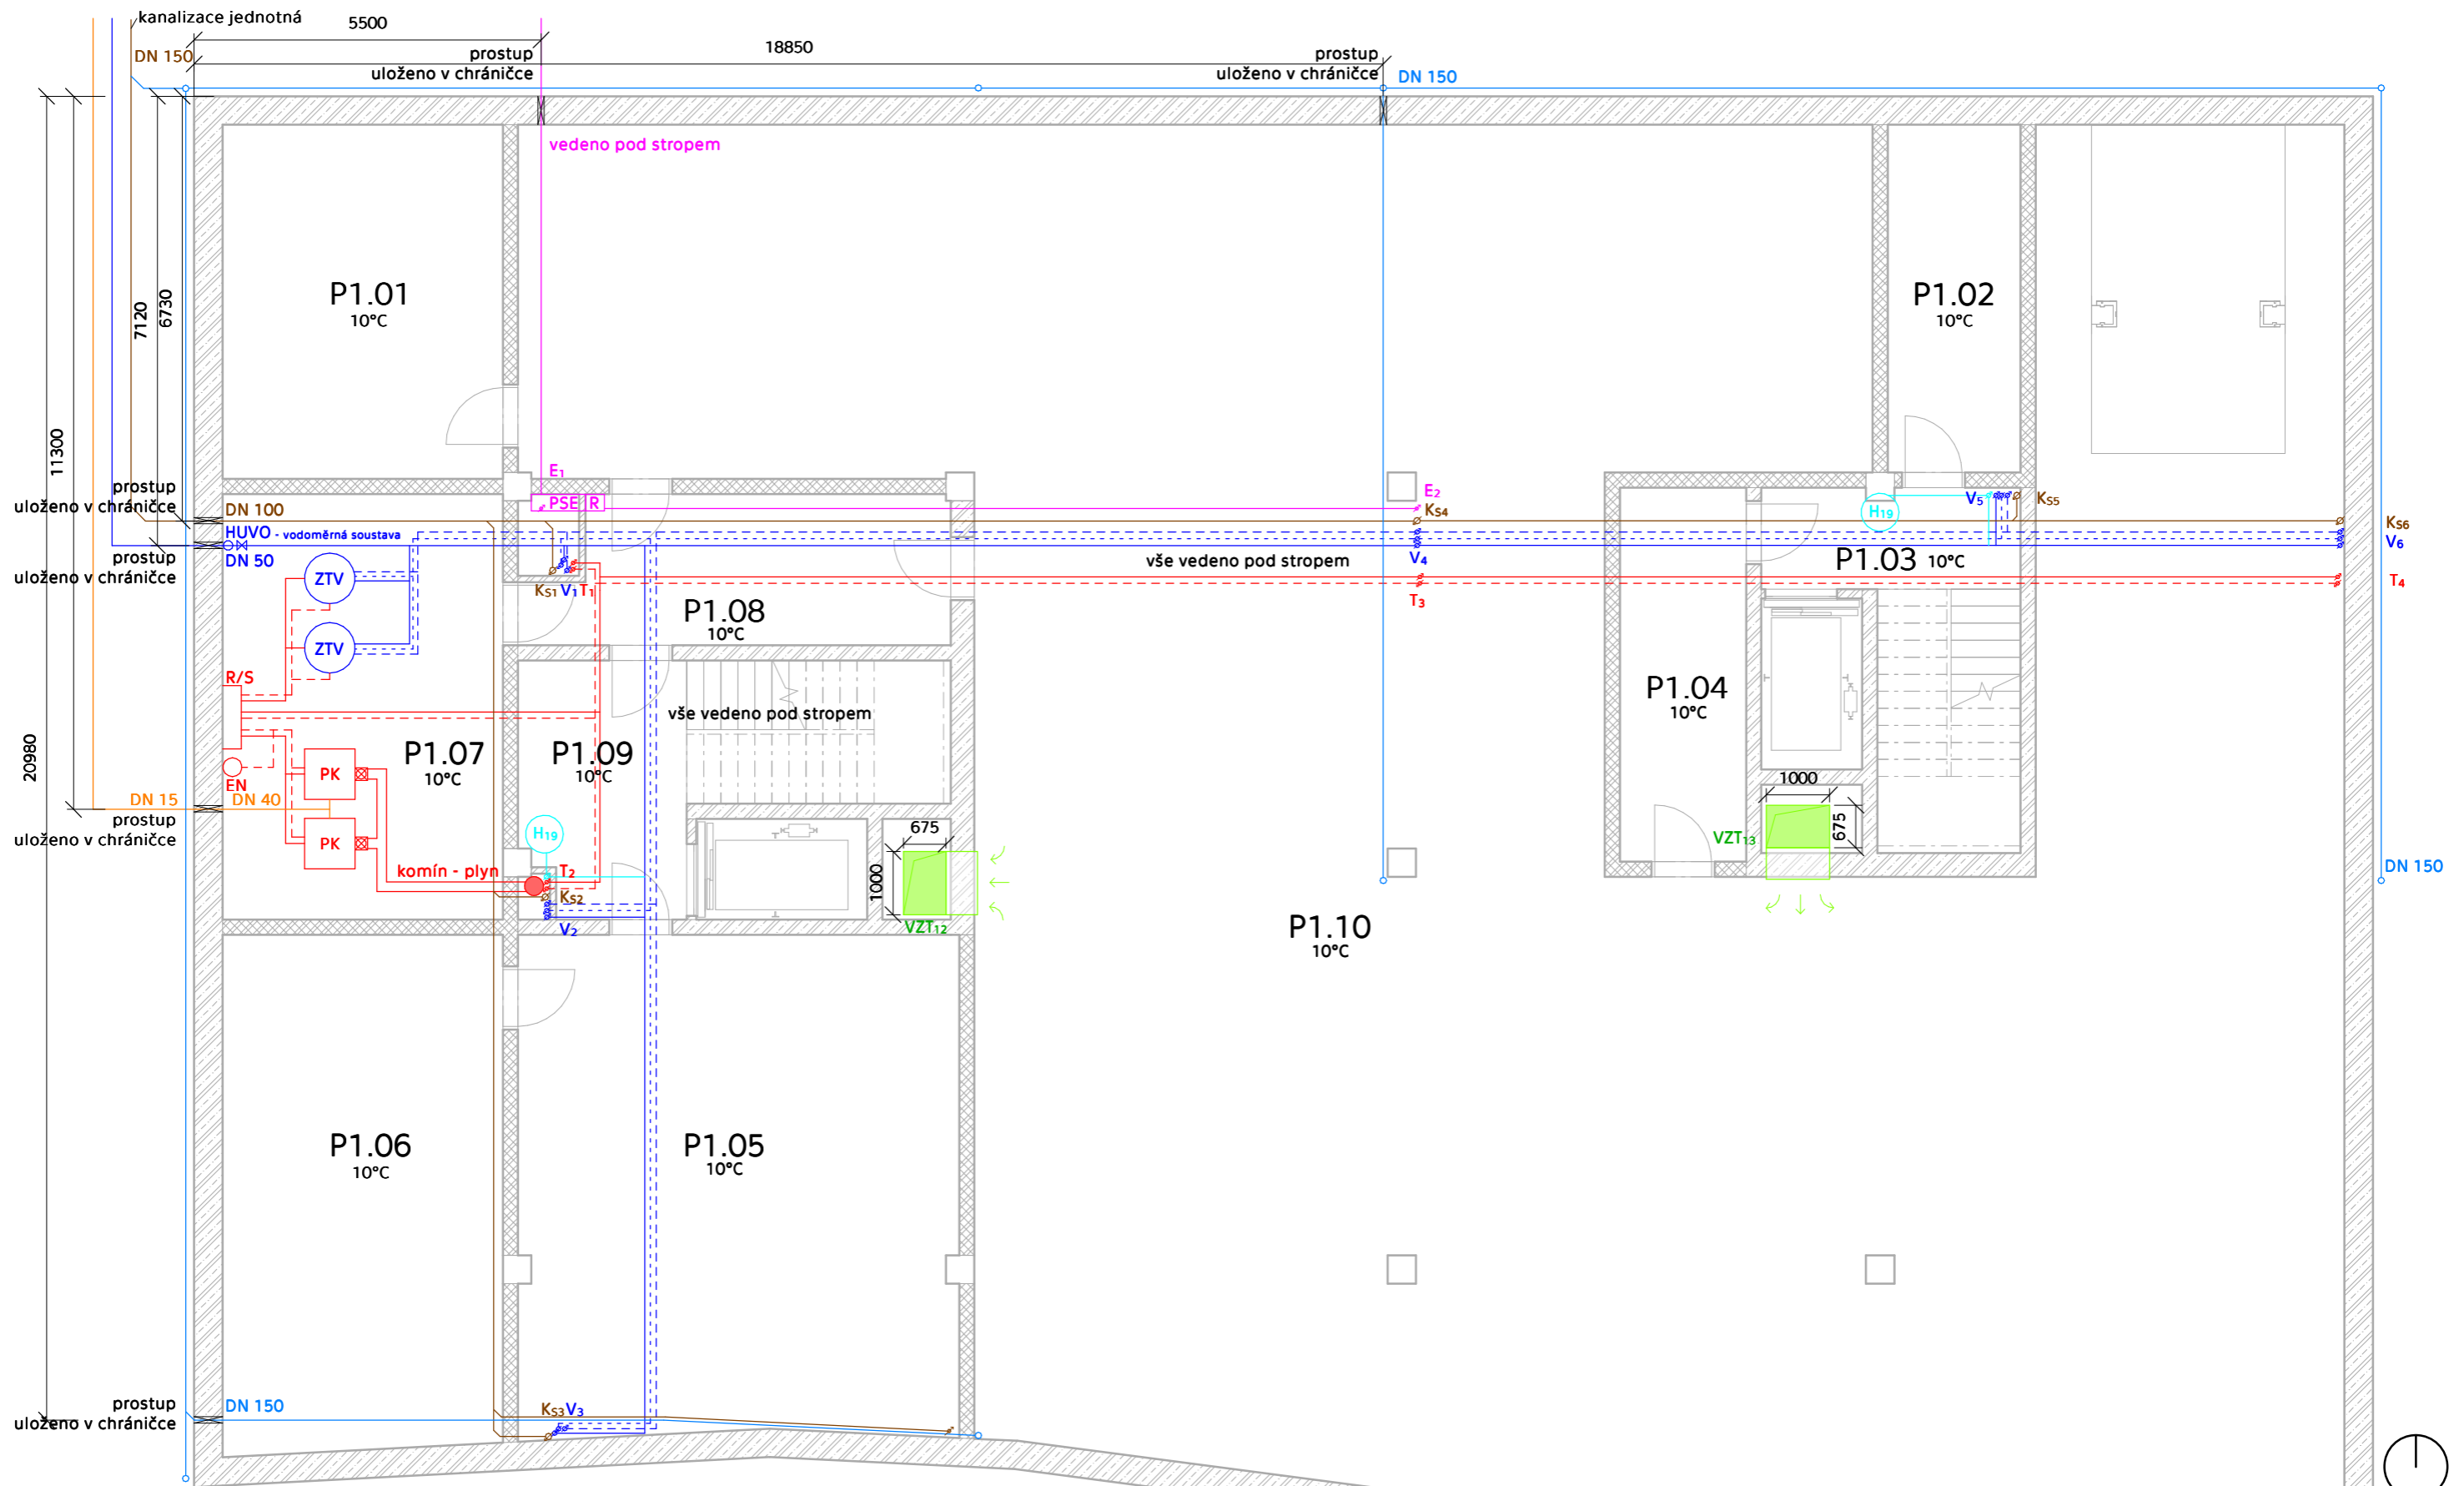 kanalizace jednotná
5500
DN 150
prostup
uloženo v chráničce
18850
prostup
uloženo v chráničce
DN 150
vedeno pod stropem
P1.01
10°C
P1.02
10°C
7120
6730
11300
20980
E1
PSE R
prostup
uloženo v chráničce
DN 100
HUVO - vodoměrná soustava
DN 50
prostup
uloženo v chráničce
E2
KS4
V4
vše vedeno pod stropem
T3
H19
V5
KS5
P1.03 10°C
KS6
V6
T4
ZTV
ZTV
KS1 V1 T1
P1.08
10°C
R/S
vše vedeno pod stropem
P1.04
10°C
P1.07
10°C
P1.09
10°C
PK
EN
DN 15
DN 40
prostup
uloženo v chráničce
PK
H19
675
1000
1000
675
VZT13
komín - plyn
T2
KS2
V2
VZT12
DN 150
P1.10
10°C
P1.06
10°C
P1.05
10°C
prostup
uloženo v chráničce
DN 150
KS3 V3